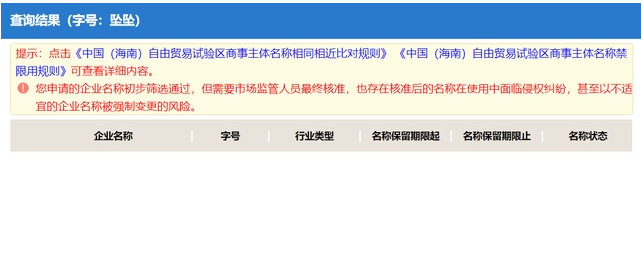 查询结果（字号：坠坠）
提示：点击《中国（海南）自由贸易试验区商事主体名称相同相近比对规则》 《中国（海南）自由贸易试验区商事主体名称禁
限用规则》可查看详细内容。
您申请的企业名称初步筛选通过，但需要市场监管人员最终核准，也存在核准后的名称在使用中面临侵权纠纷，甚至以不适
宜的企业名称被强制变更的风险。
企业名称 字号 行业类型 名称保留期限起 名称保留期限止 名称状态